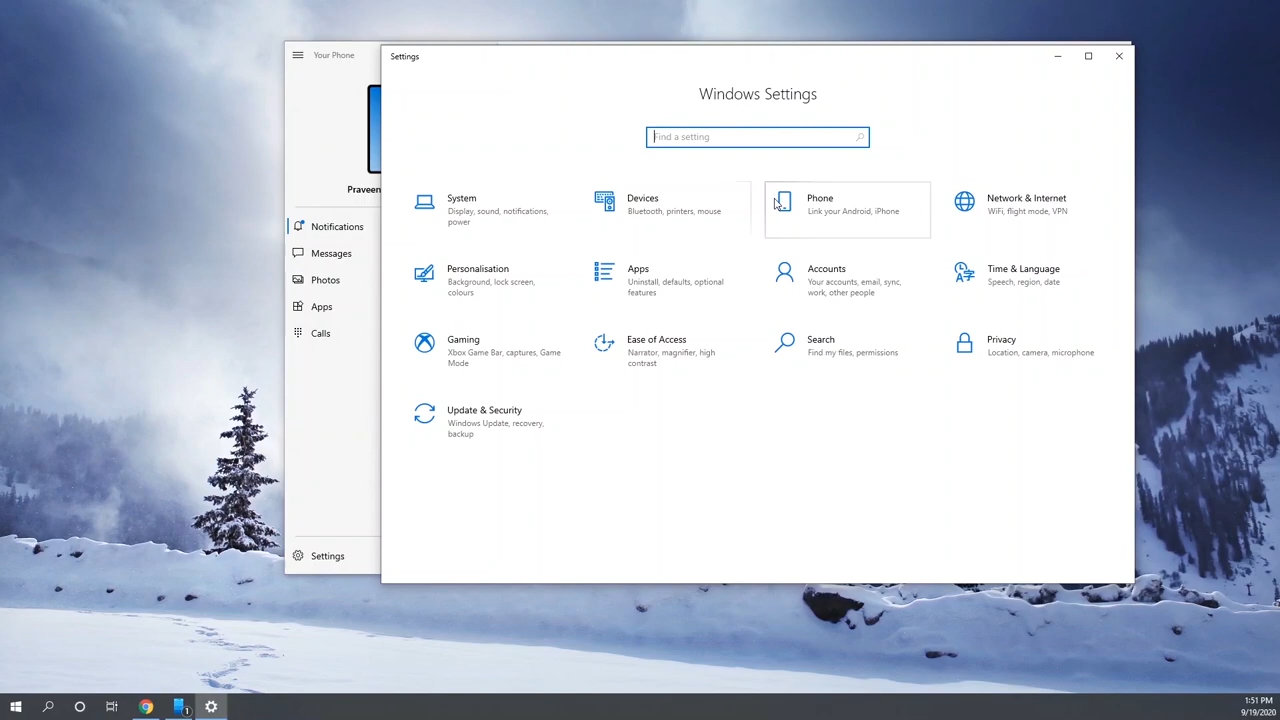 Your Phone
Praveen
Notifications
Messages
Photos
Apps
Calls
Settings
Settings
Windows Settings
Find a setting
System
Display, sound, notifications,
power
Devices
Bluetooth, printers, mouse
Phone
Link your Android, iPhone
Network & Internet
WiFi, flight mode, VPN
Personalisation
Background, lock screen,
colours
Apps
Uninstall, defaults, optional
features
Accounts
Your accounts, email, sync,
work, other people
Time & Language
Speech, region, date
Gaming
Xbox Game Bar, captures, Game
Mode
Ease of Access
Narrator, magnifier, high
contrast
Search
Find my files, permissions
Privacy
Location, camera, microphone
Update & Security
Windows Update, recovery,
backup
1
1:51 PM
9/19/2020